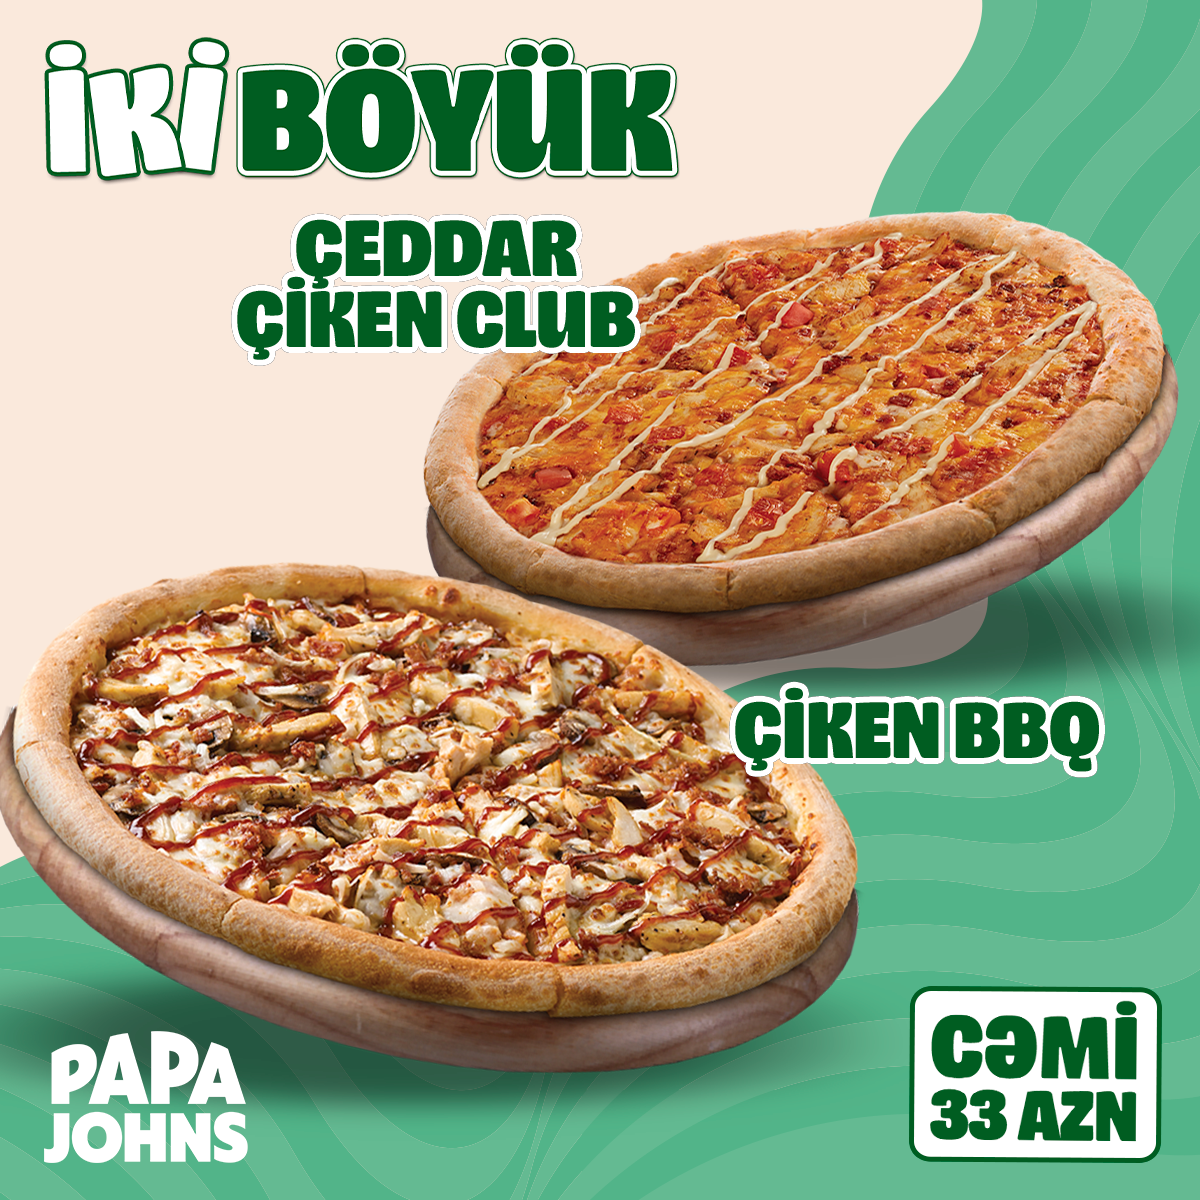 İKİ BÖYÜK
ÇEDDAR
ÇİKEN CLUB
ÇİKEN BBQ
PAPA
JOHNS
CƏMİ
33 AZN